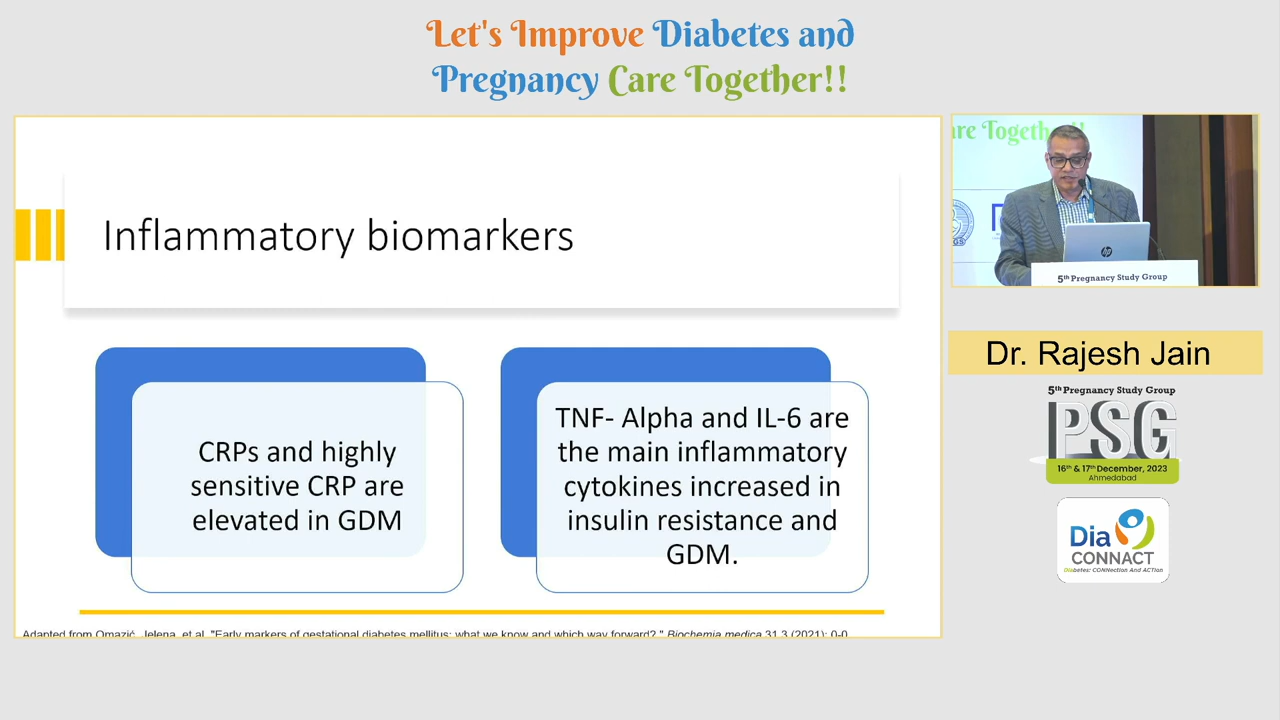 Let's Improve Diabetes and
Pregnancy Care Together!!
Inflammatory biomarkers
CRPs and highly
sensitive CRP are
elevated in GDM
TNF- Alpha and IL-6 are
the main inflammatory
cytokines increased in
insulin resistance and
GDM.
Adapted from Omazić, Jelena, et al. "Early markers of gestational diabetes mellitus: what we know and which way forward?." Biochemia medica 31.3 (2021): 0-0.
are Together!!
hp
5th Pregnancy Study Group
Dr. Rajesh Jain
5th Pregnancy Study Group
PSG
16th & 17th December, 2023
Ahmedabad
Dia
CONNACT
Diabetes: CONNection And ACTion